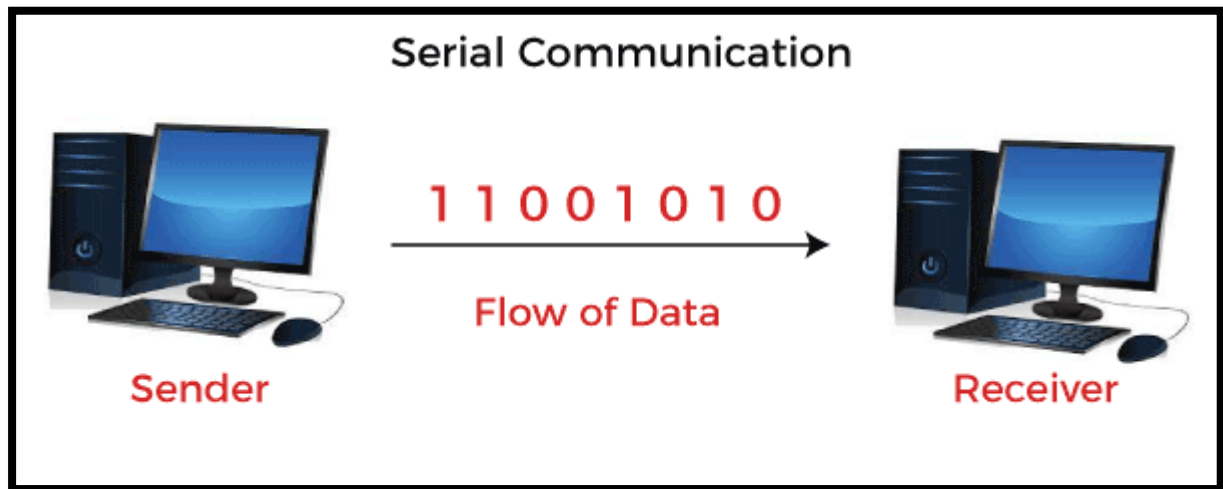 Serial Communication
1 1 0 0 1 0 1 0
Flow of Data
Sender
Receiver